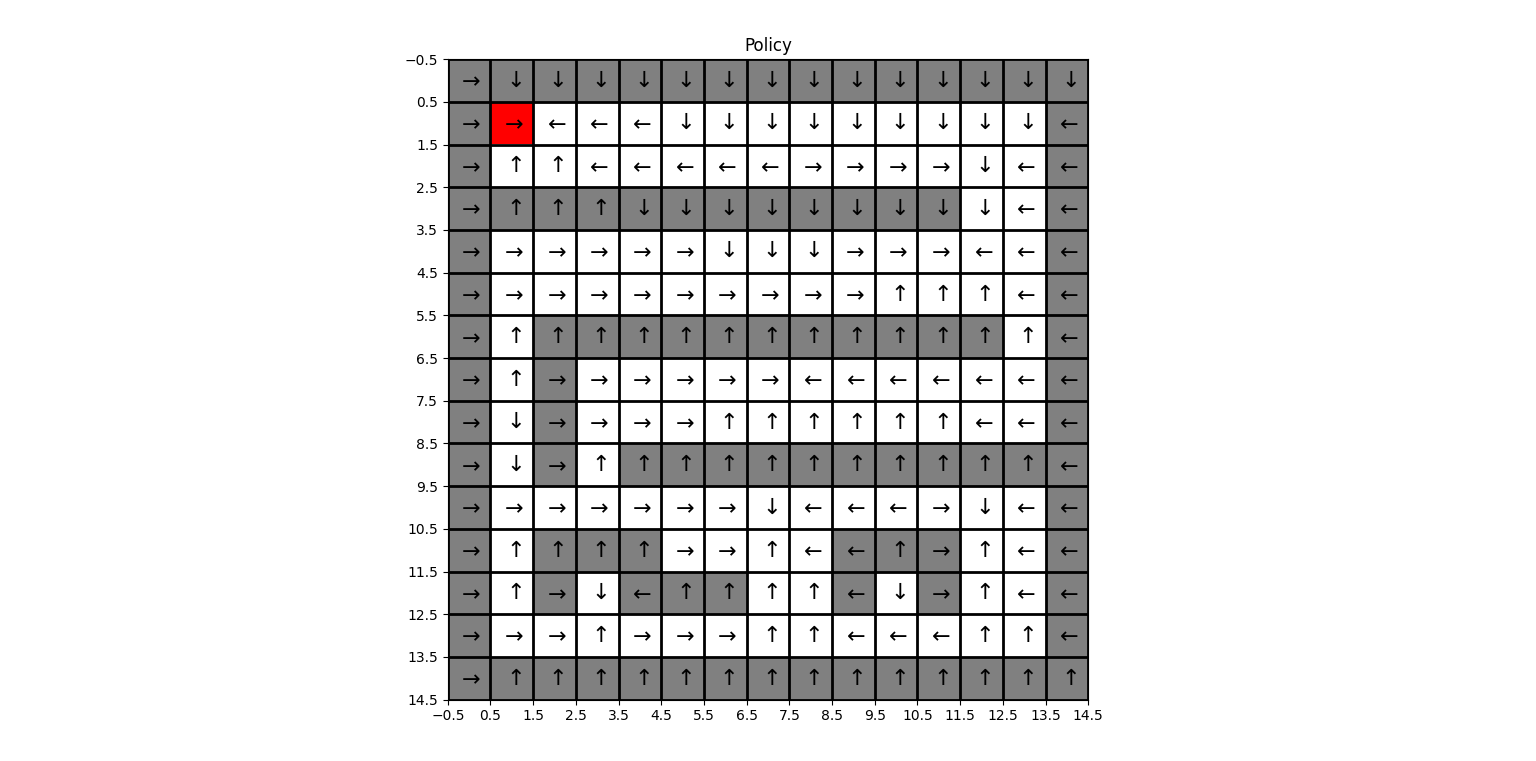 Policy
−0.5 → ↓ ↓ ↓ ↓ ↓ ↓ ↓ ↓ ↓ ↓ ↓ ↓ ↓ ↓
0.5 → → ← ← ← ↓ ↓ ↓ ↓ ↓ ↓ ↓ ↓ ↓ ←
1.5 → ↑ ↑ ← ← ← ← ← → → → → ↓ ← ←
2.5 → ↑ ↑ ↑ ↓ ↓ ↓ ↓ ↓ ↓ ↓ ↓ ↓ ← ←
3.5 → → → → → → ↓ ↓ ↓ → → → ← ← ←
4.5 → → → → → → → → → → ↑ ↑ ↑ ← ←
5.5 → ↑ ↑ ↑ ↑ ↑ ↑ ↑ ↑ ↑ ↑ ↑ ↑ ↑ ←
6.5 → ↑ → → → → → → ← ← ← ← ← ← ←
7.5 → ↓ → → → → ↑ ↑ ↑ ↑ ↑ ↑ ← ← ←
8.5 → ↓ → ↑ ↑ ↑ ↑ ↑ ↑ ↑ ↑ ↑ ↑ ↑ ←
9.5 → → → → → → → ↓ ← ← ← → ↓ ← ←
10.5 → ↑ ↑ ↑ ↑ → → ↑ ← ← ↑ → ↑ ← ←
11.5 → ↑ → ↓ ← ↑ ↑ ↑ ↑ ← ↓ → ↑ ← ←
12.5 → → → ↑ → → → ↑ ↑ ← ← ← ↑ ↑ ←
13.5 → ↑ ↑ ↑ ↑ ↑ ↑ ↑ ↑ ↑ ↑ ↑ ↑ ↑ ↑
14.5
−0.5 0.5 1.5 2.5 3.5 4.5 5.5 6.5 7.5 8.5 9.5 10.5 11.5 12.5 13.5 14.5